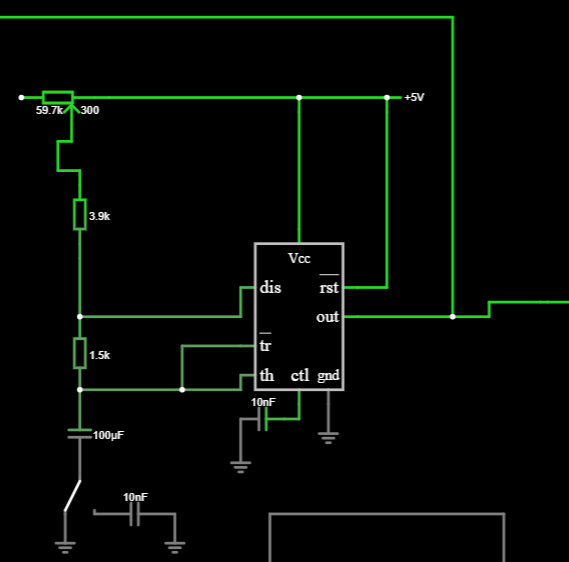 +5V
59.7k
300
3.9k
Vcc
dis
rst
out
tr
1.5k
th
ctl
gnd
10nF
100µF
10nF